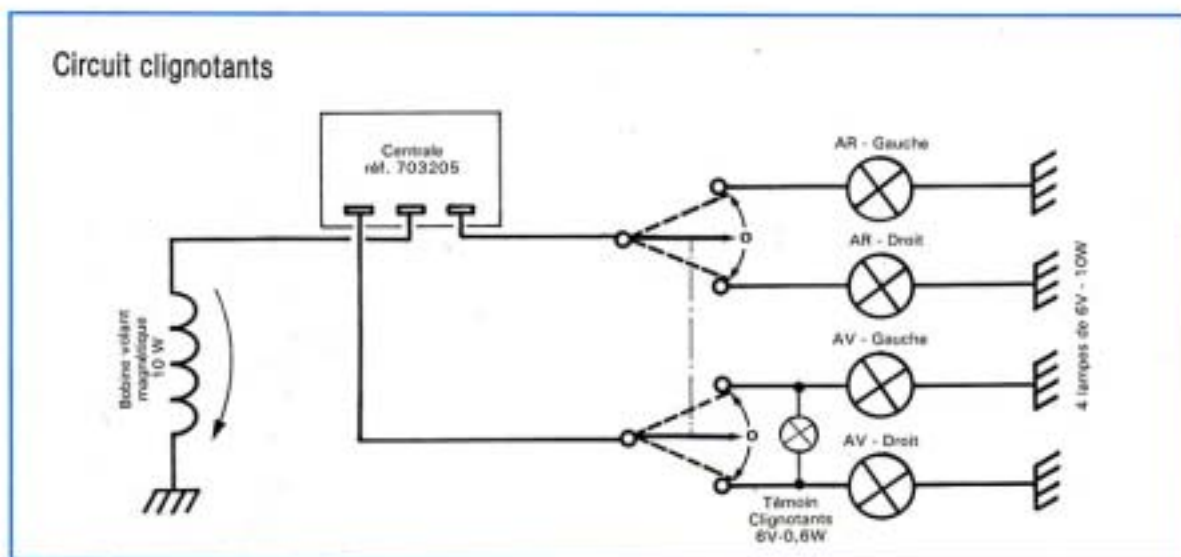 Circuit clignotants
Centrale
réf. 703205
AR - Gauche
O
AR - Droit
Bobine volant
magnétique
10 W
AV - Gauche
4 lampes de 6V - 10W
O
AV - Droit
Témoin
Clignotants
6V-0,6W